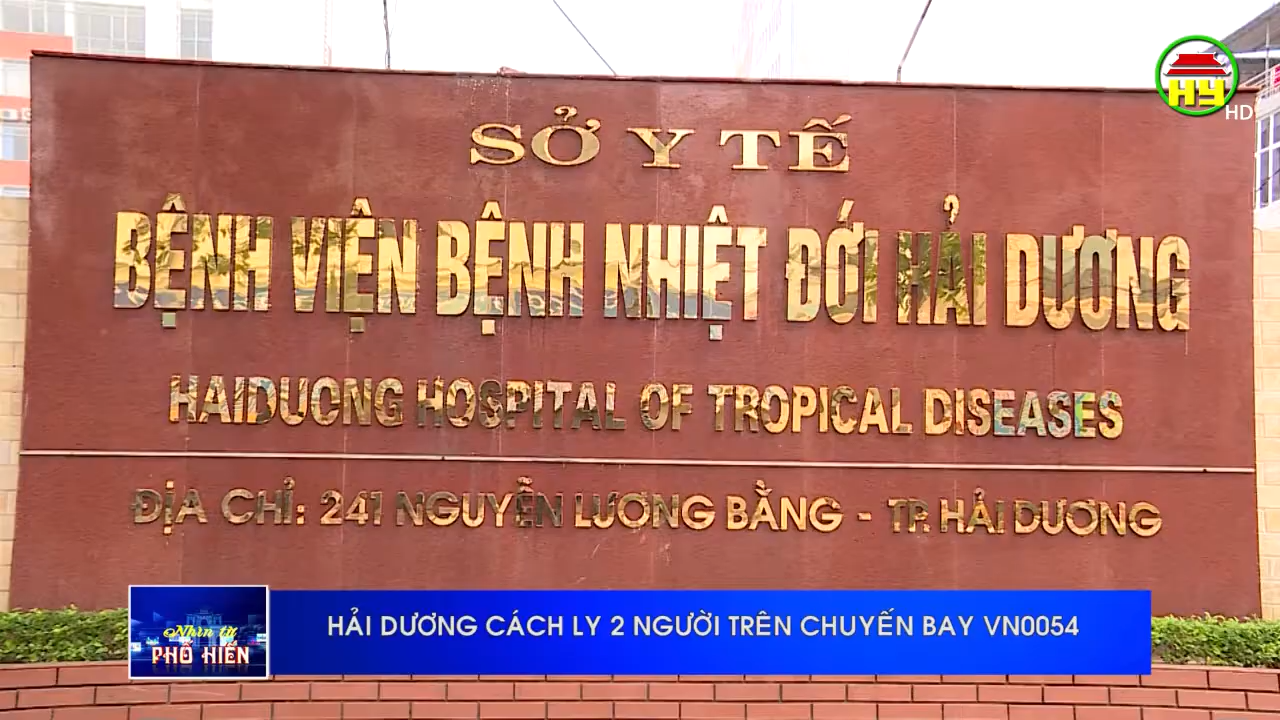 HY
HD
SỞ Y TẾ
BỆNH VIỆN BỆNH NHIỆT ĐỚI HẢI DƯƠNG
HAIDUONG HOSPITAL OF TROPICAL DISEASES
ĐỊA CHỈ: 241 NGUYỄN LƯƠNG BẰNG - TP. HẢI DƯƠNG
Nhìn từ
PHỐ HIẾN
HẢI DƯƠNG CÁCH LY 2 NGƯỜI TRÊN CHUYẾN BAY VN0054